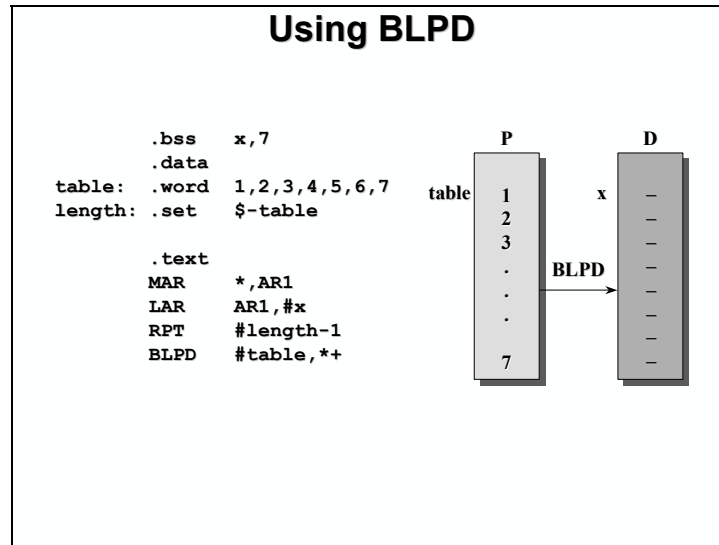 Using BLPD
.bss x,7
.data
table: .word 1,2,3,4,5,6,7
length: .set $-table
.text
MAR *,AR1
LAR AR1,#x
RPT #length-1
BLPD #table,*+
P D
table 1 x –
2 –
3 –
. –
BLPD
. –
. –
–
7 –